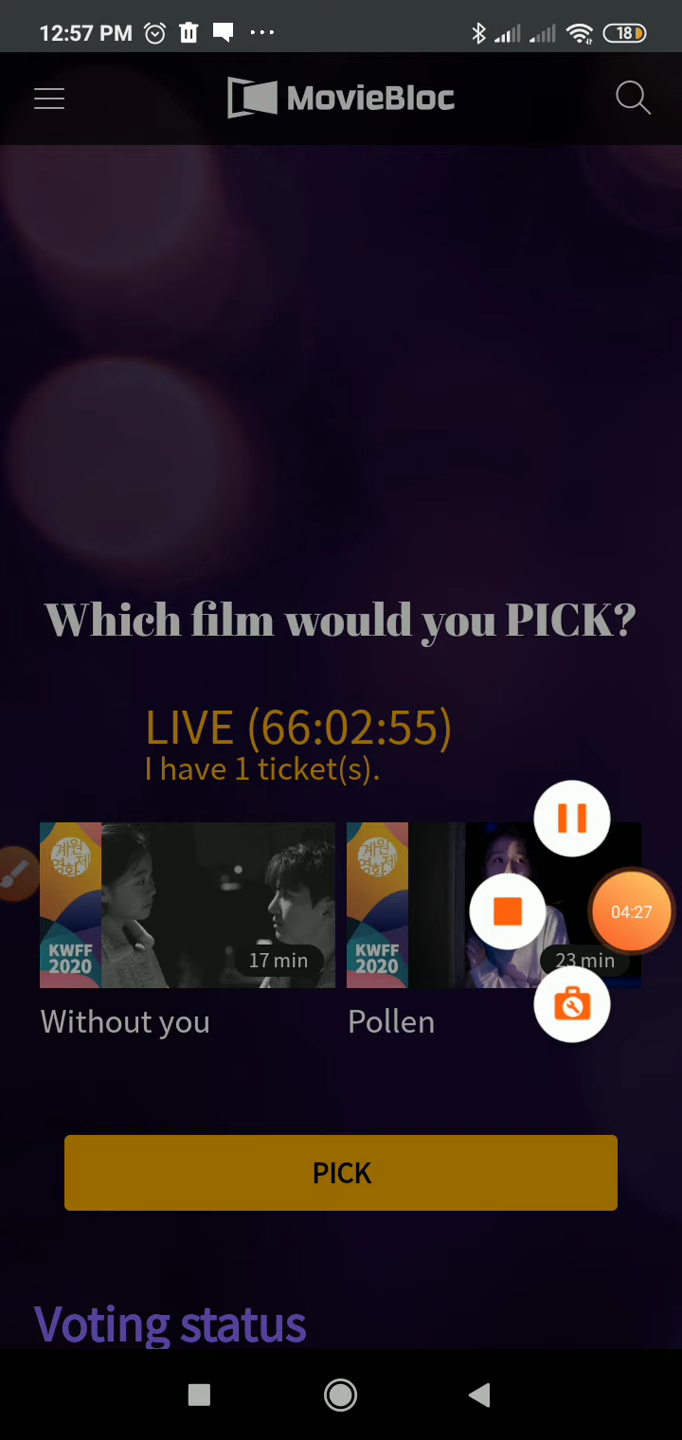 12:57 PM
18
MovieBloc
Which film would you PICK?
LIVE (66:02:55)
I have 1 ticket(s).
계원
영화제
KWFF
2020
17 min
계원
영화제
KWFF
2020
23 min
04:27
Without you
Pollen
PICK
Voting status